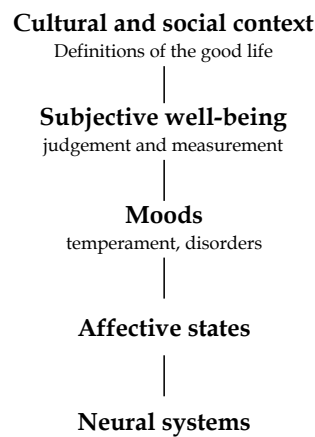 Cultural and social context
Definitions of the good life
Subjective well-being
judgement and measurement
Moods
temperament, disorders
Affective states
Neural systems